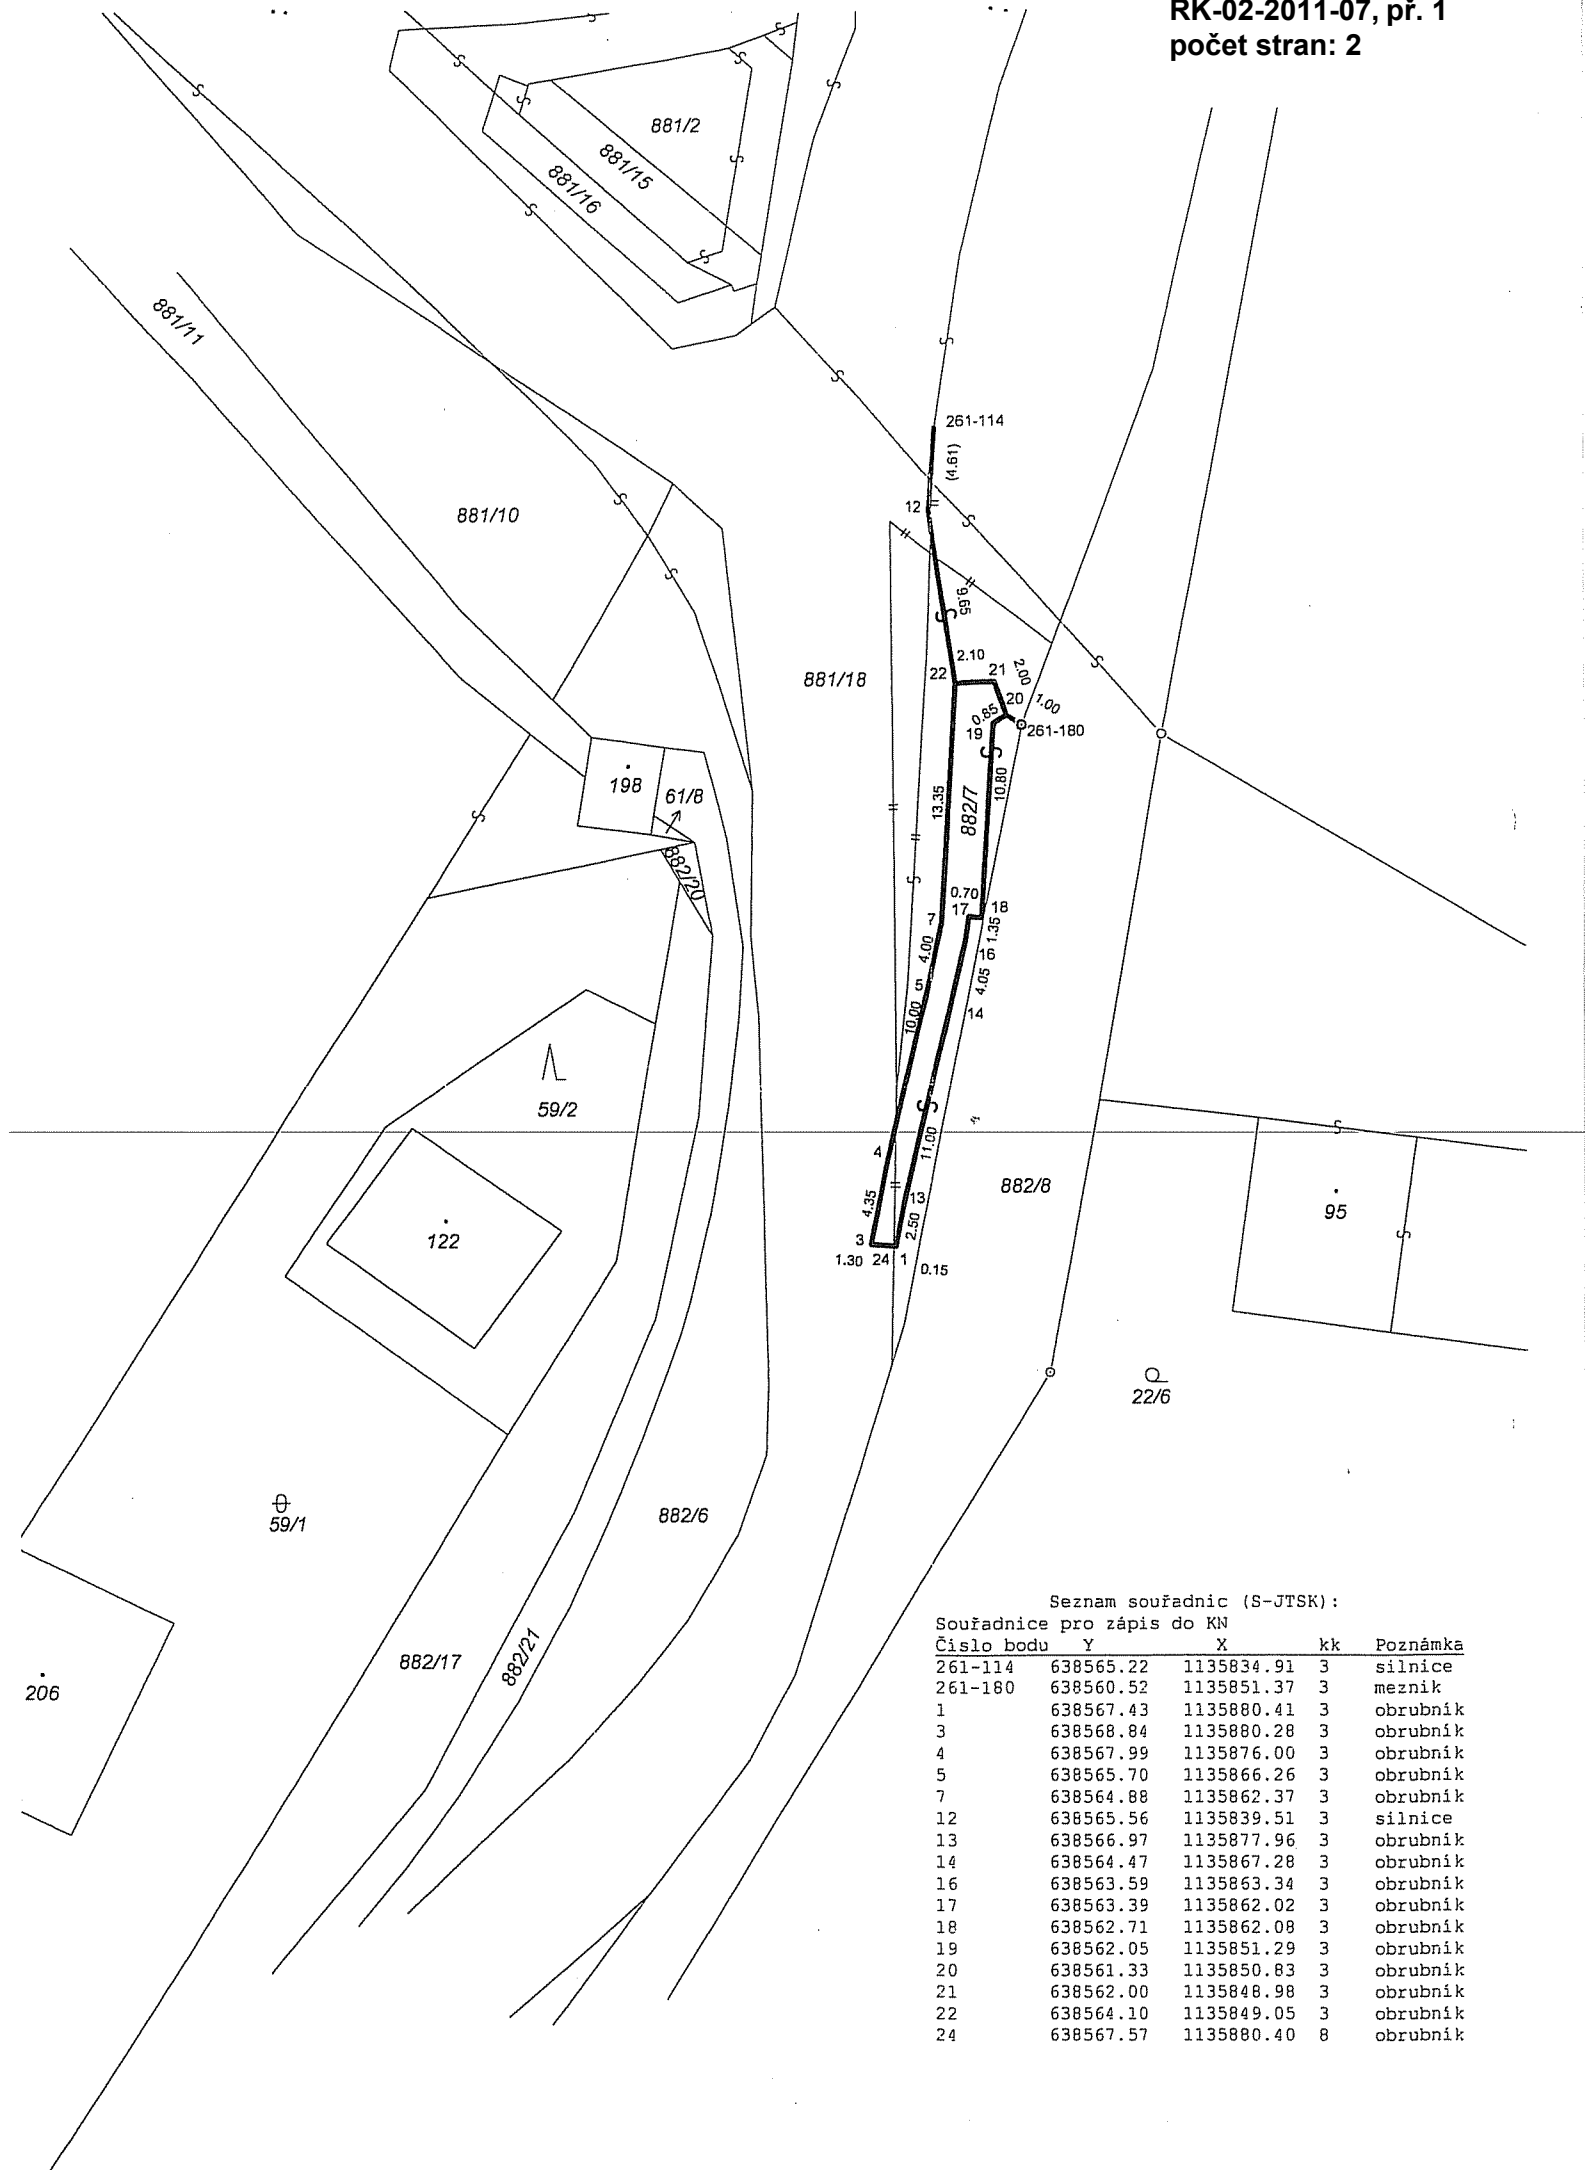 RK-02-2011-07, př. 1
počet stran: 2
881/2
881/15
881/16
881/11
261-114
(4.61)
12
881/10
9.65
2.10
22
21
2.00
20
1.00
0.85
19
261-180
881/18
198
61/8
882/20
13.35
882/7
10.80
0.70
7
17
18
1.35
4.00
16
5
4.05
10.00
14
59/2
4
11.00
882/8
95
4.35
13
2.50
3
1.30
24
1
0.15
122
22/6
59/1
882/6
882/17
882/21
206
Seznam souřadnic (S-JTSK):
Souřadnice pro zápis do KN
Číslo bodu Y X kk Poznámka
261-114 638565.22 1135834.91 3 silnice
261-180 638560.52 1135851.37 3 mezník
1 638567.43 1135880.41 3 obrubník
3 638568.84 1135880.28 3 obrubník
4 638567.99 1135876.00 3 obrubník
5 638565.70 1135866.26 3 obrubník
7 638564.88 1135862.37 3 obrubník
12 638565.56 1135839.51 3 silnice
13 638566.97 1135877.96 3 obrubník
14 638564.47 1135867.28 3 obrubník
16 638563.59 1135863.34 3 obrubník
17 638563.39 1135862.02 3 obrubník
18 638562.71 1135862.08 3 obrubník
19 638562.05 1135851.29 3 obrubník
20 638561.33 1135850.83 3 obrubník
21 638562.00 1135848.98 3 obrubník
22 638564.10 1135849.05 3 obrubník
24 638567.57 1135880.40 8 obrubník